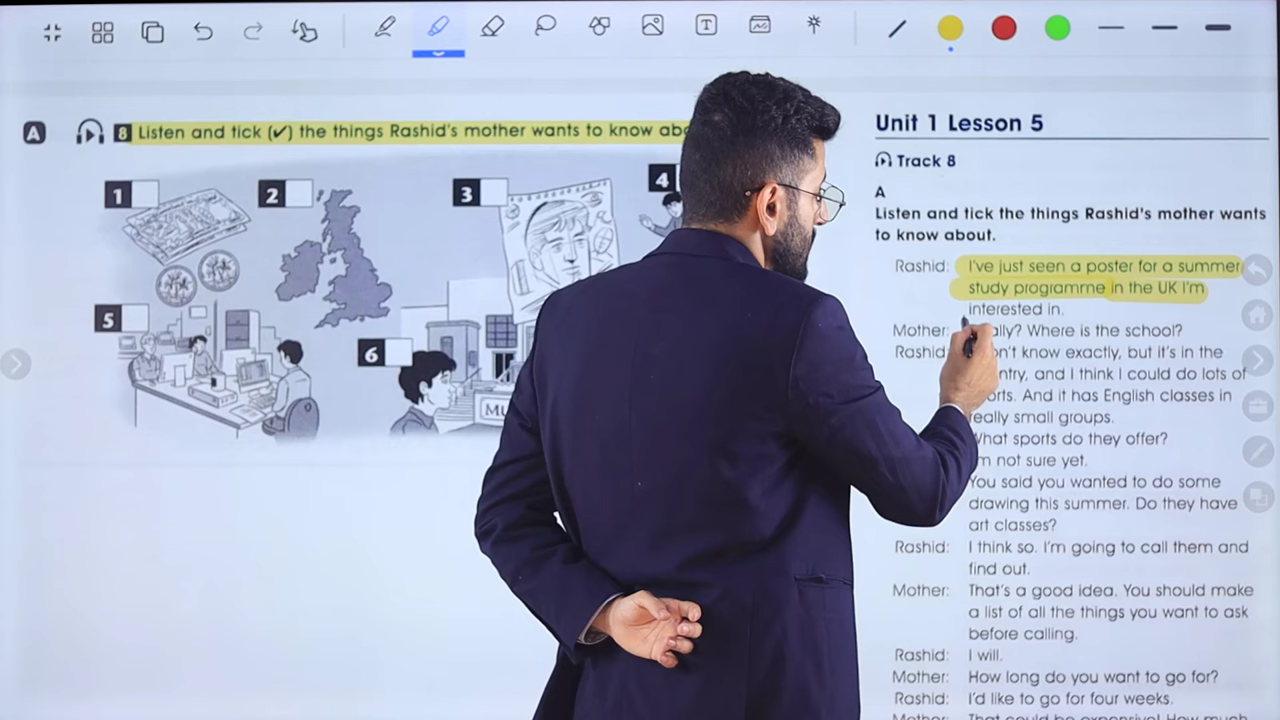 A
8 Listen and tick (✓) the things Rashid's mother wants to know
1
2
3
4
5
6
Unit 1 Lesson 5
Track 8
A
Listen and tick the things Rashid's mother wants
to know about.
Rashid: I've just seen a poster for a summer
study programme in the UK I'm
interested in.
Mother: Where is the school?
Rashid: know exactly, but it's in the
and I think I could do lots of
And it has English classes in
really small groups.
What sports do they offer?
not sure yet.
You said you wanted to do some
drawing this summer. Do they have
art classes?
Rashid: I think so. I'm going to call them and
find out.
Mother: That's a good idea. You should make
a list of all the things you want to ask
before calling.
Rashid: I will.
Mother: How long do you want to go for?
Rashid: I'd like to go for four weeks.
Mother: That could be expensive! How much